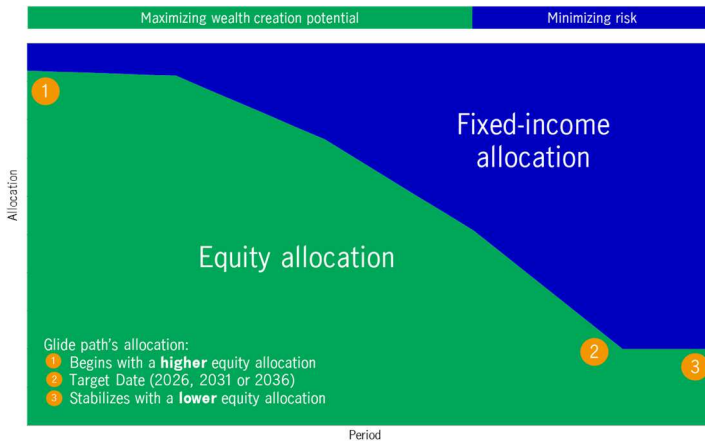 Maximizing wealth creation potential
Minimizing risk
1
Fixed-income
allocation
Allocation
Equity allocation
Glide path's allocation:
1 Begins with a higher equity allocation
2 Target Date (2026, 2031 or 2036)
3 Stabilizes with a lower equity allocation
2
3
Period